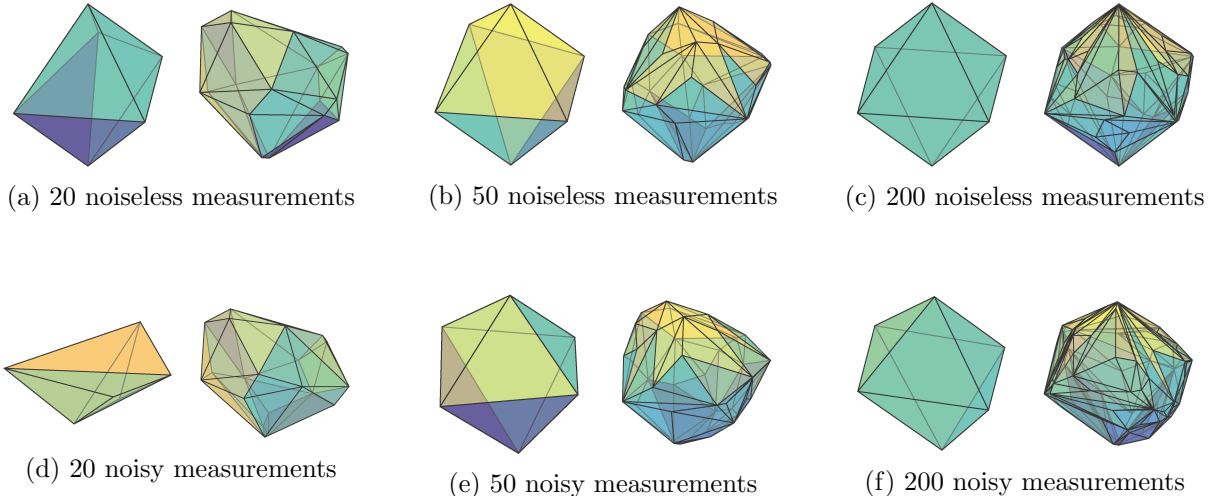 (a) 20 noiseless measurements
(b) 50 noiseless measurements
(c) 200 noiseless measurements
(d) 20 noisy measurements
(e) 50 noisy measurements
(f) 200 noisy measurements